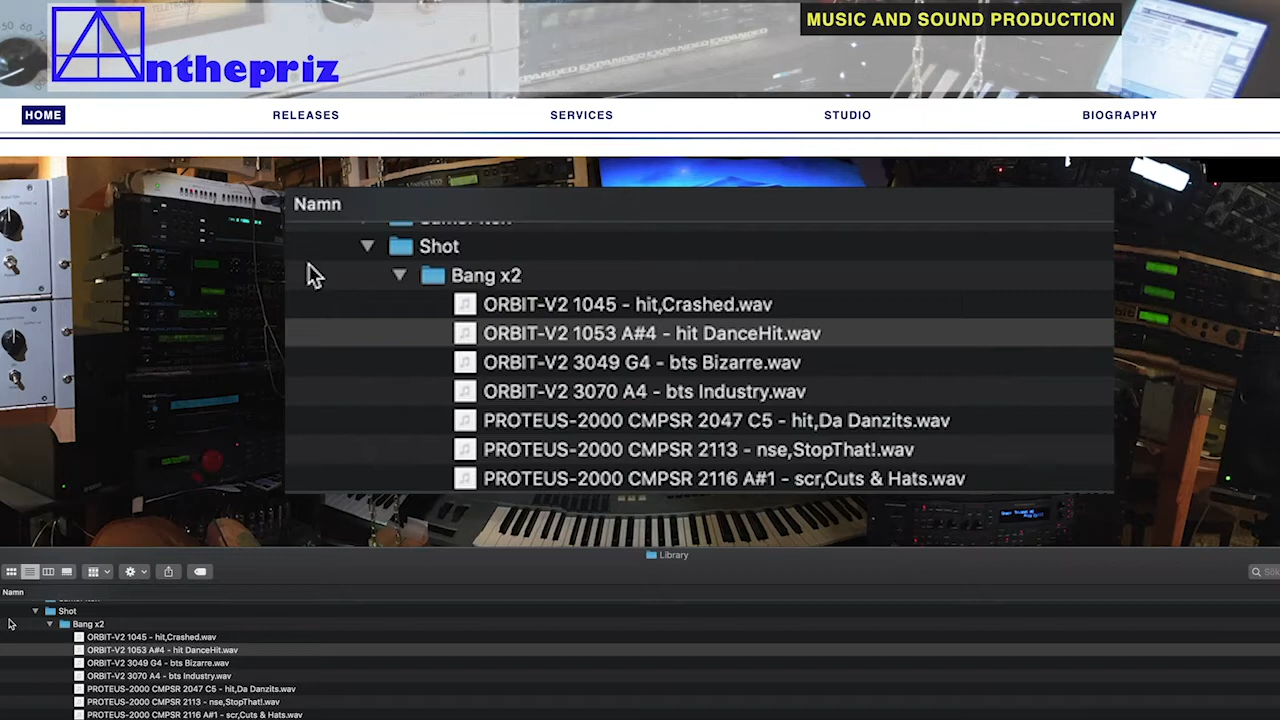 Anthepriz
MUSIC AND SOUND PRODUCTION
HOME
RELEASES
SERVICES
STUDIO
BIOGRAPHY
Namn
Shot
Bang x2
ORBIT-V2 1045 - hit,Crashed.wav
ORBIT-V2 1053 A#4 - hit DanceHit.wav
ORBIT-V2 3049 G4 - bts Bizarre.wav
ORBIT-V2 3070 A4 - bts Industry.wav
PROTEUS-2000 CMPSR 2047 C5 - hit,Da Danzits.wav
PROTEUS-2000 CMPSR 2113 - nse,StopThat!.wav
PROTEUS-2000 CMPSR 2116 A#1 - scr,Cuts & Hats.wav
Library
Namn
Shot
Bang x2
ORBIT-V2 1045 - hit,Crashed.wav
ORBIT-V2 1053 A#4 - hit DanceHit.wav
ORBIT-V2 3049 G4 - bts Bizarre.wav
ORBIT-V2 3070 A4 - bts Industry.wav
PROTEUS-2000 CMPSR 2047 C5 - hit,Da Danzits.wav
PROTEUS-2000 CMPSR 2113 - nse,StopThat!.wav
PROTEUS-2000 CMPSR 2116 A#1 - scr,Cuts & Hats.wav